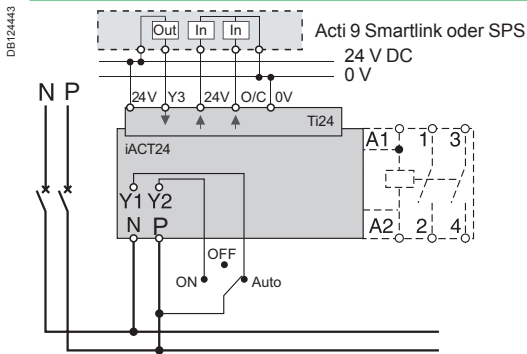 DB124443
Out In In Acti 9 Smartlink oder SPS
24 V DC
0 V
N P
24V Y3 24V O/C 0V
Ti24
iACT24
A1 1 3
Y1 Y2
N P
A2 2 4
OFF
ON Auto